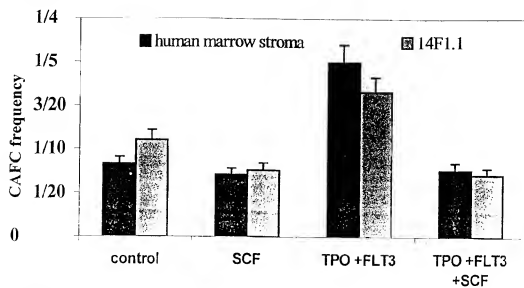 1/4
human marrow stroma 14F1.1
1/5
3/20
1/10
1/20
0
CAFC frequency
control SCF TPO +FLT3 TPO +FLT3
+SCF